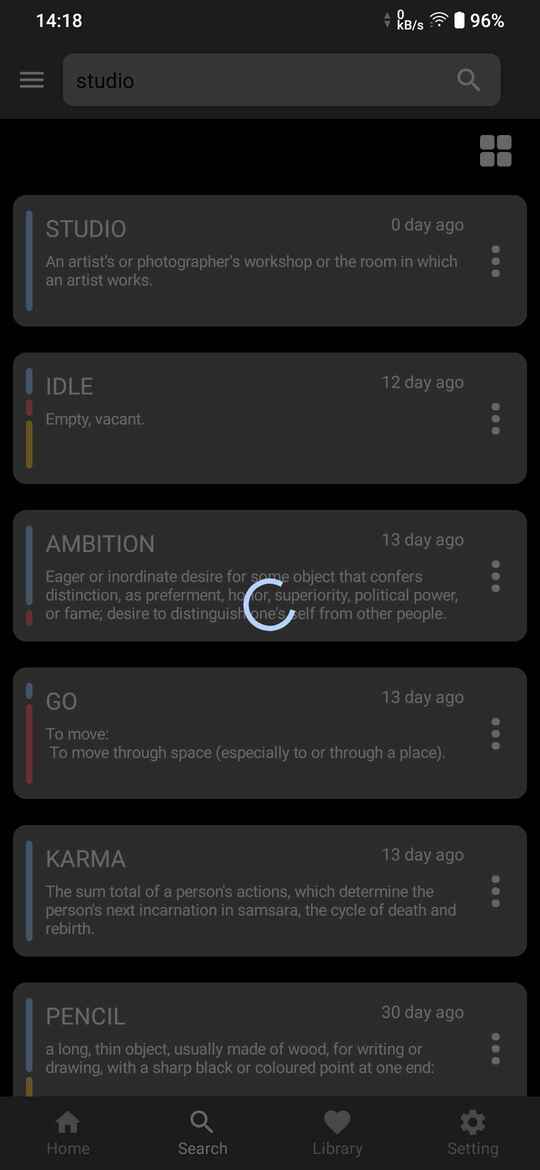 14:18
0
kB/s
96%
studio
STUDIO
0 day ago
An artist's or photographer's workshop or the room in which
an artist works.
IDLE
12 day ago
Empty, vacant.
AMBITION
13 day ago
Eager or inordinate desire for some object that confers
distinction, as preferment, honor, superiority, political power,
or fame; desire to distinguish one's self from other people.
GO
13 day ago
To move:
To move through space (especially to or through a place).
KARMA
13 day ago
The sum total of a person's actions, which determine the
person's next incarnation in samsara, the cycle of death and
rebirth.
PENCIL
30 day ago
a long, thin object, usually made of wood, for writing or
drawing, with a sharp black or coloured point at one end:
Home
Search
Library
Setting